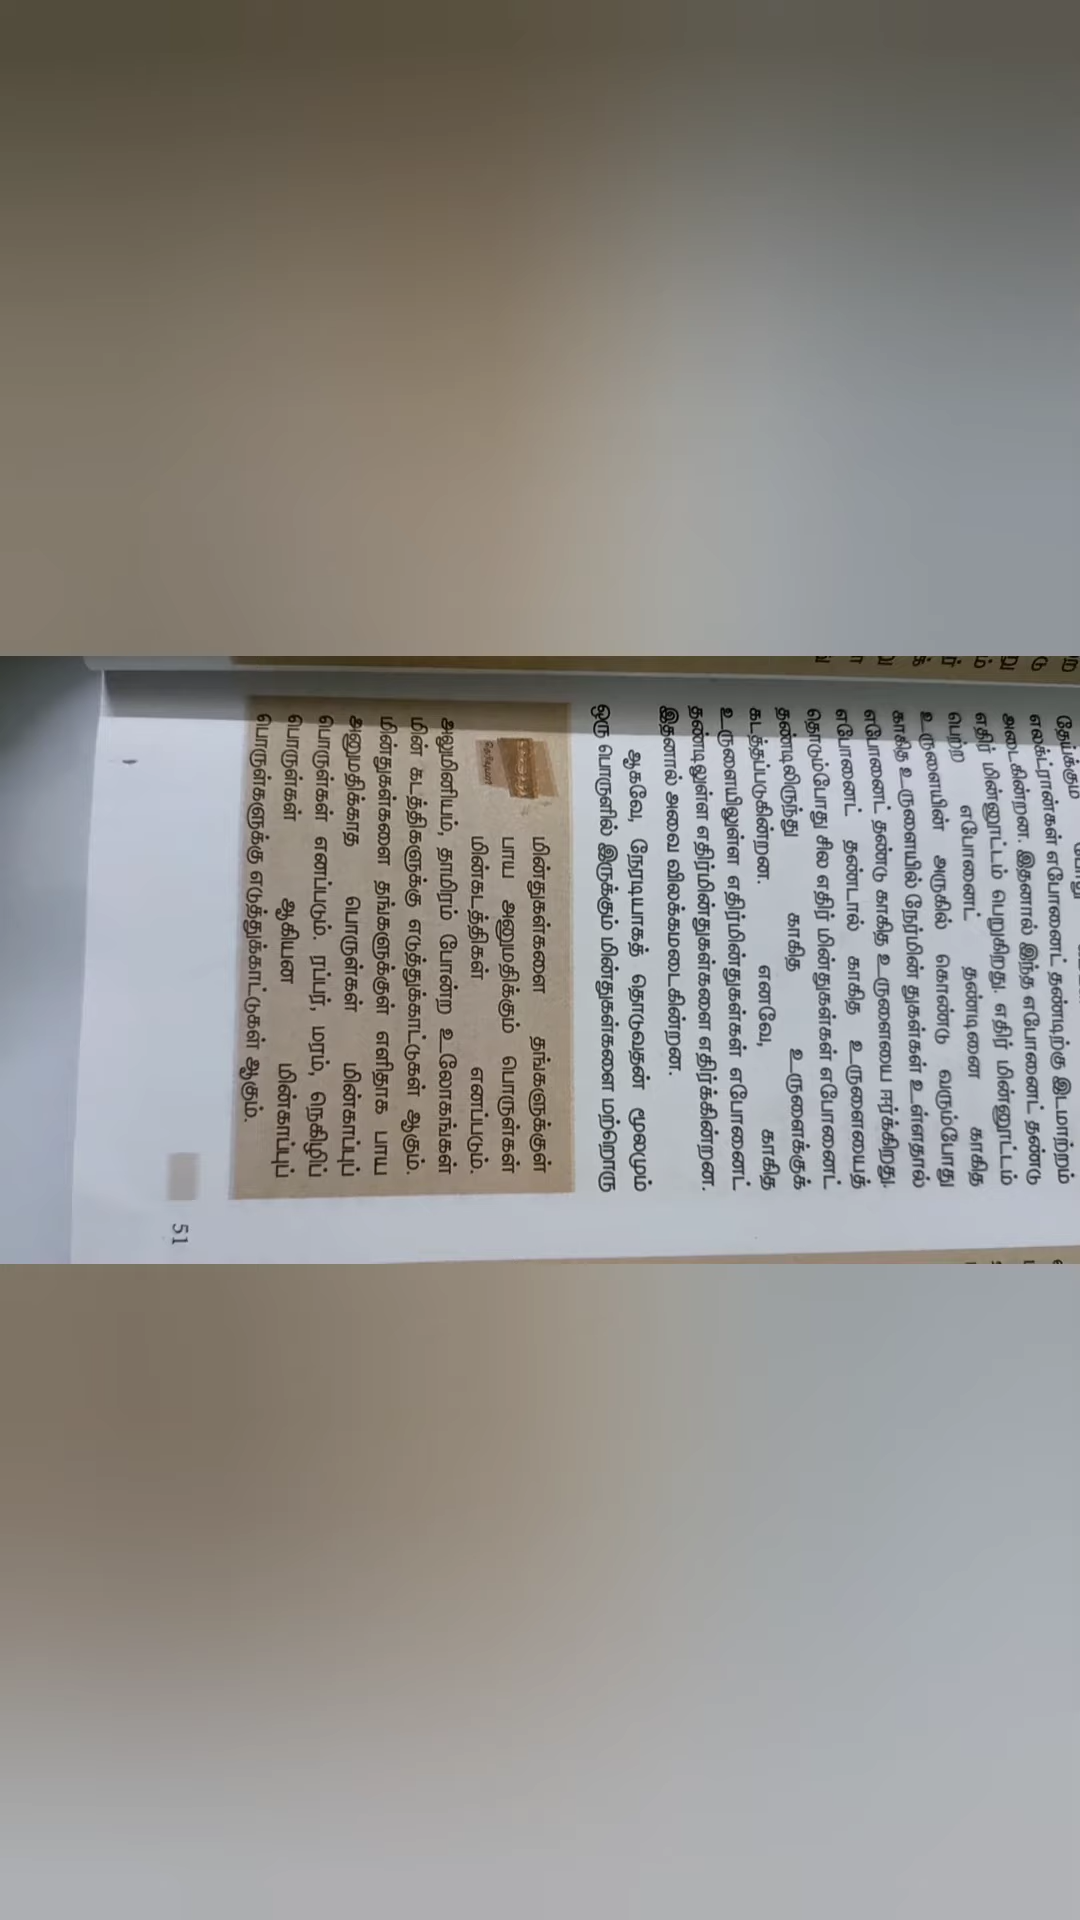 தேய்க்கும் போது
எலக்ட்ரான்கள் எபோனைட் தண்டிற்கு இடமாற்றம்
அடைகின்றன. இதனால் இந்த எபோனைட் தண்டு
எதிர் மின்னூட்டம் பெறுகிறது. எதிர் மின்னூட்டம்
பெற்ற எபோனைட் தண்டினை காகித
உருளையின் அருகில் கொண்டு வரும்போது
காகித உருளையில் நேர்மின் துகள்கள் உள்ளதால்
எபோனைட் தண்டு காகித உருளையை ஈர்க்கிறது.
எபோனைட் தண்டால் காகித உருளையைத்
தொடும்போது சில எதிர் மின்துகள்கள் எபோனைட்
தண்டிலிருந்து காகித உருளைக்குக்
கடத்தப்படுகின்றன. எனவே, காகித
உருளையிலுள்ள எதிர்மின்துகள்கள் எபோனைட்
தண்டிலுள்ள எதிர்மின்துகள்களை எதிர்க்கின்றன.
இதனால் அவை விலக்கமடைகின்றன.
ஆகவே, நேரடியாகத் தொடுவதன் மூலமும்
ஒரு பொருளில் இருக்கும் மின்துகள்களை மற்றொரு
தெரியுமா?
மின்துகள்களை தங்களுக்குள்
பாய அனுமதிக்கும் பொருள்கள்
மின்கடத்திகள் எனப்படும்.
அலுமினியம், தாமிரம் போன்ற உலோகங்கள்
மின் கடத்திகளுக்கு எடுத்துக்காட்டுகள் ஆகும்.
மின்துகள்களை தங்களுக்குள் எளிதாக பாய
அனுமதிக்காத பொருள்கள் மின்காப்புப்
பொருள்கள் எனப்படும். ரப்பர், மரம், நெகிழிப்
பொருள்கள் ஆகியன மின்காப்புப்
பொருள்களுக்கு எடுத்துக்காட்டுகள் ஆகும்.
51